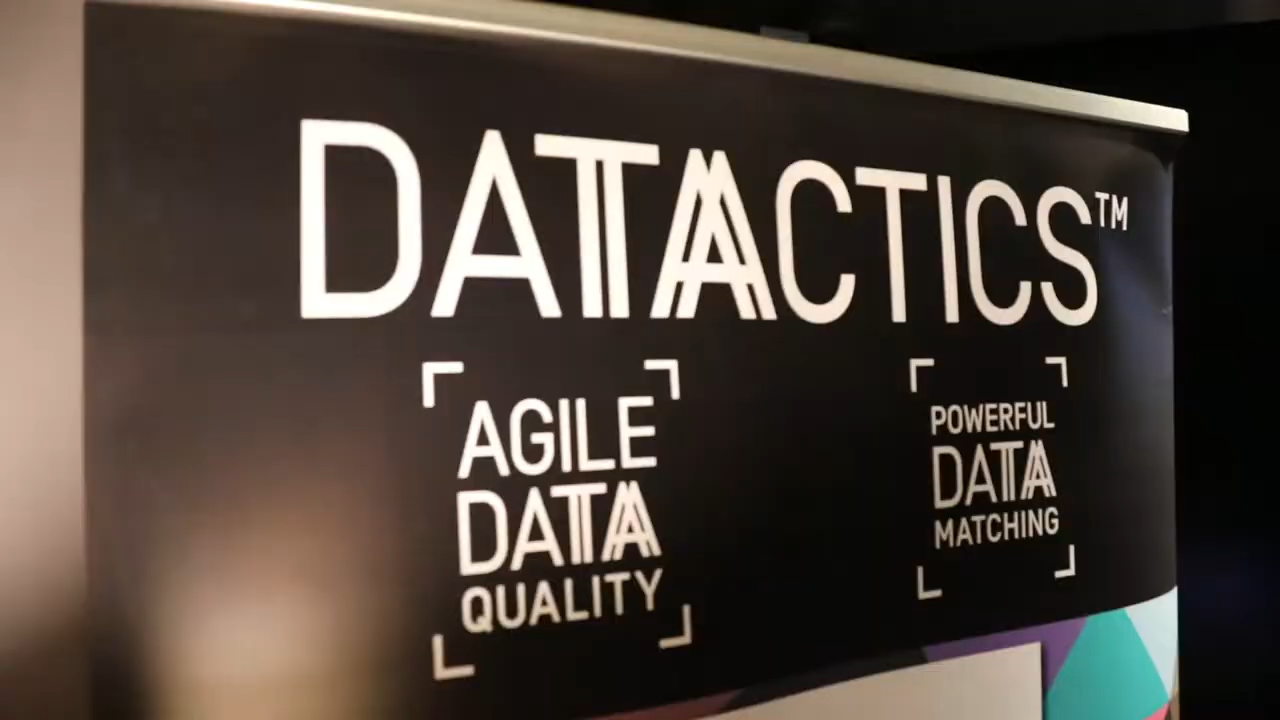 DATACTICS™
AGILE
DATA
QUALITY
POWERFUL
DATA
MATCHING